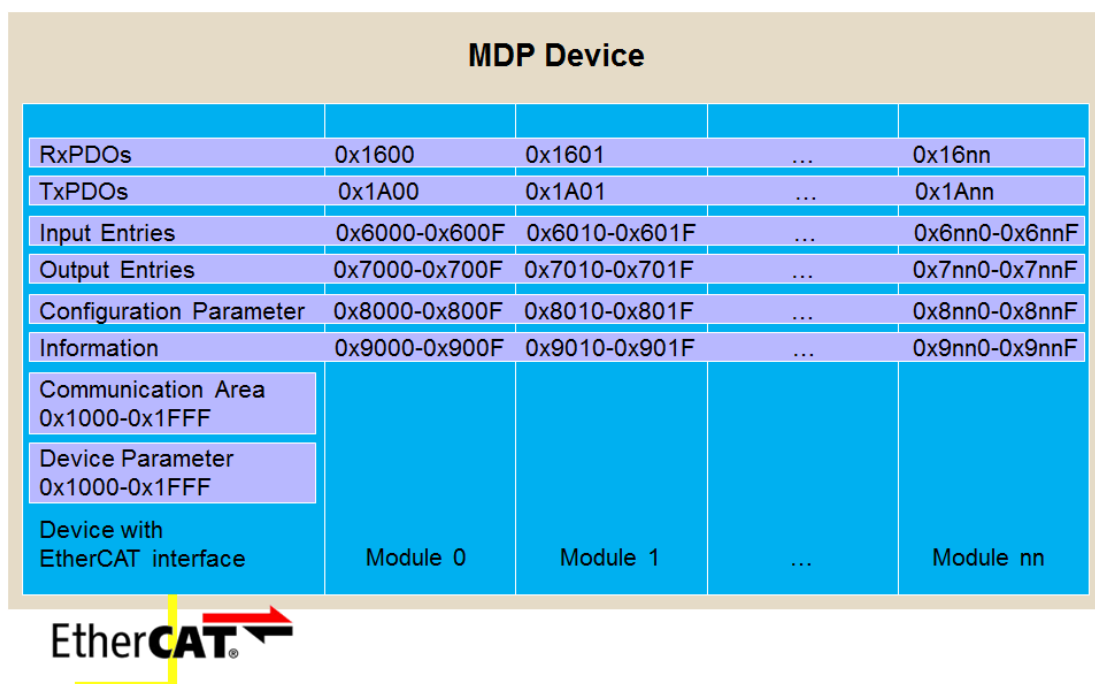 MDP Device
RxPDOs 0x1600 0x1601 ... 0x16nn
TxPDOs 0x1A00 0x1A01 ... 0x1Ann
Input Entries 0x6000-0x600F 0x6010-0x601F ... 0x6nn0-0x6nnF
Output Entries 0x7000-0x700F 0x7010-0x701F ... 0x7nn0-0x7nnF
Configuration Parameter 0x8000-0x800F 0x8010-0x801F ... 0x8nn0-0x8nnF
Information 0x9000-0x900F 0x9010-0x901F ... 0x9nn0-0x9nnF
Communication Area
0x1000-0x1FFF
Device Parameter
0x1000-0x1FFF
Device with
EtherCAT interface Module 0 Module 1 ... Module nn
EtherCAT®